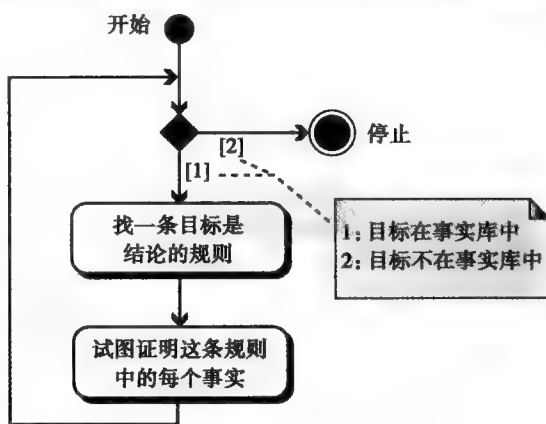 开始
[2]
停止
[1]
找一条目标是
结论的规则
1: 目标在事实库中
2: 目标不在事实库中
试图证明这条规则
中的每个事实